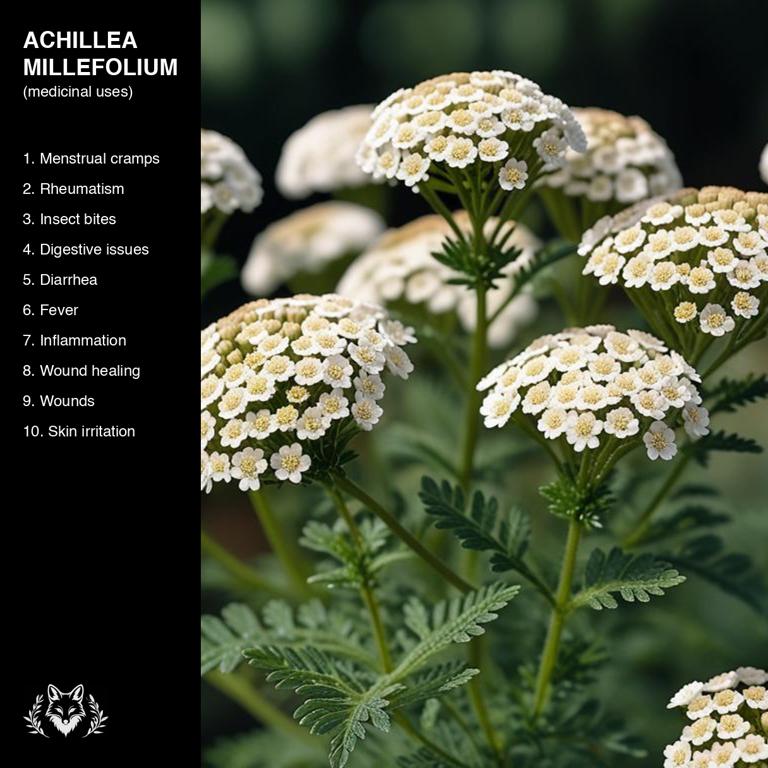 ACHILLEA
MILLEFOLIUM
(medicinal uses)
1. Menstrual cramps
2. Rheumatism
3. Insect bites
4. Digestive issues
5. Diarrhea
6. Fever
7. Inflammation
8. Wound healing
9. Wounds
10. Skin irritation